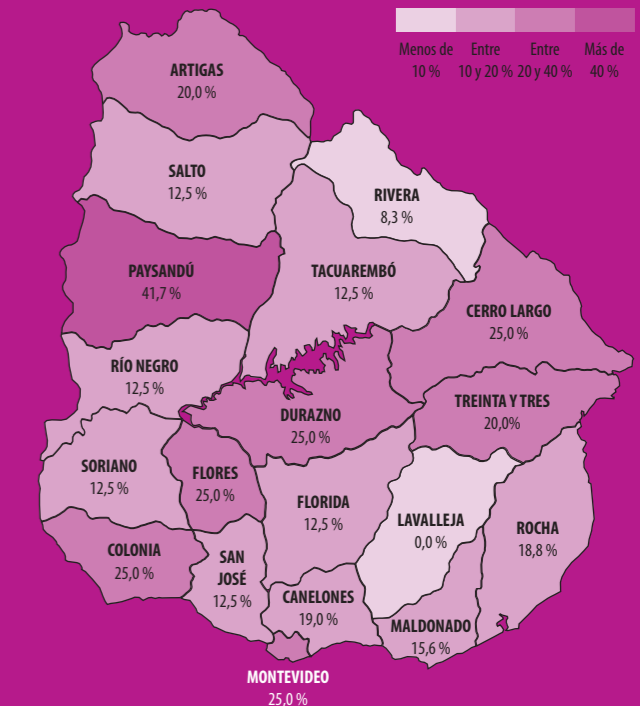 Menos de
10 %
Entre
10 y 20 %
Entre
20 y 40 %
Más de
40 %
ARTIGAS
20,0 %
SALTO
12,5 %
RIVERA
8,3 %
PAYSANDÚ
41,7 %
TACUAREMBÓ
12,5 %
CERRO LARGO
25,0 %
RÍO NEGRO
12,5 %
DURAZNO
25,0 %
TREINTA Y TRES
20,0%
SORIANO
12,5 %
FLORES
25,0 %
FLORIDA
12,5 %
LAVALLEJA
0,0 %
ROCHA
18,8 %
COLONIA
25,0 %
SAN
JOSÉ
12,5 %
CANELONES
19,0 %
MALDONADO
15,6 %
MONTEVIDEO
25,0 %